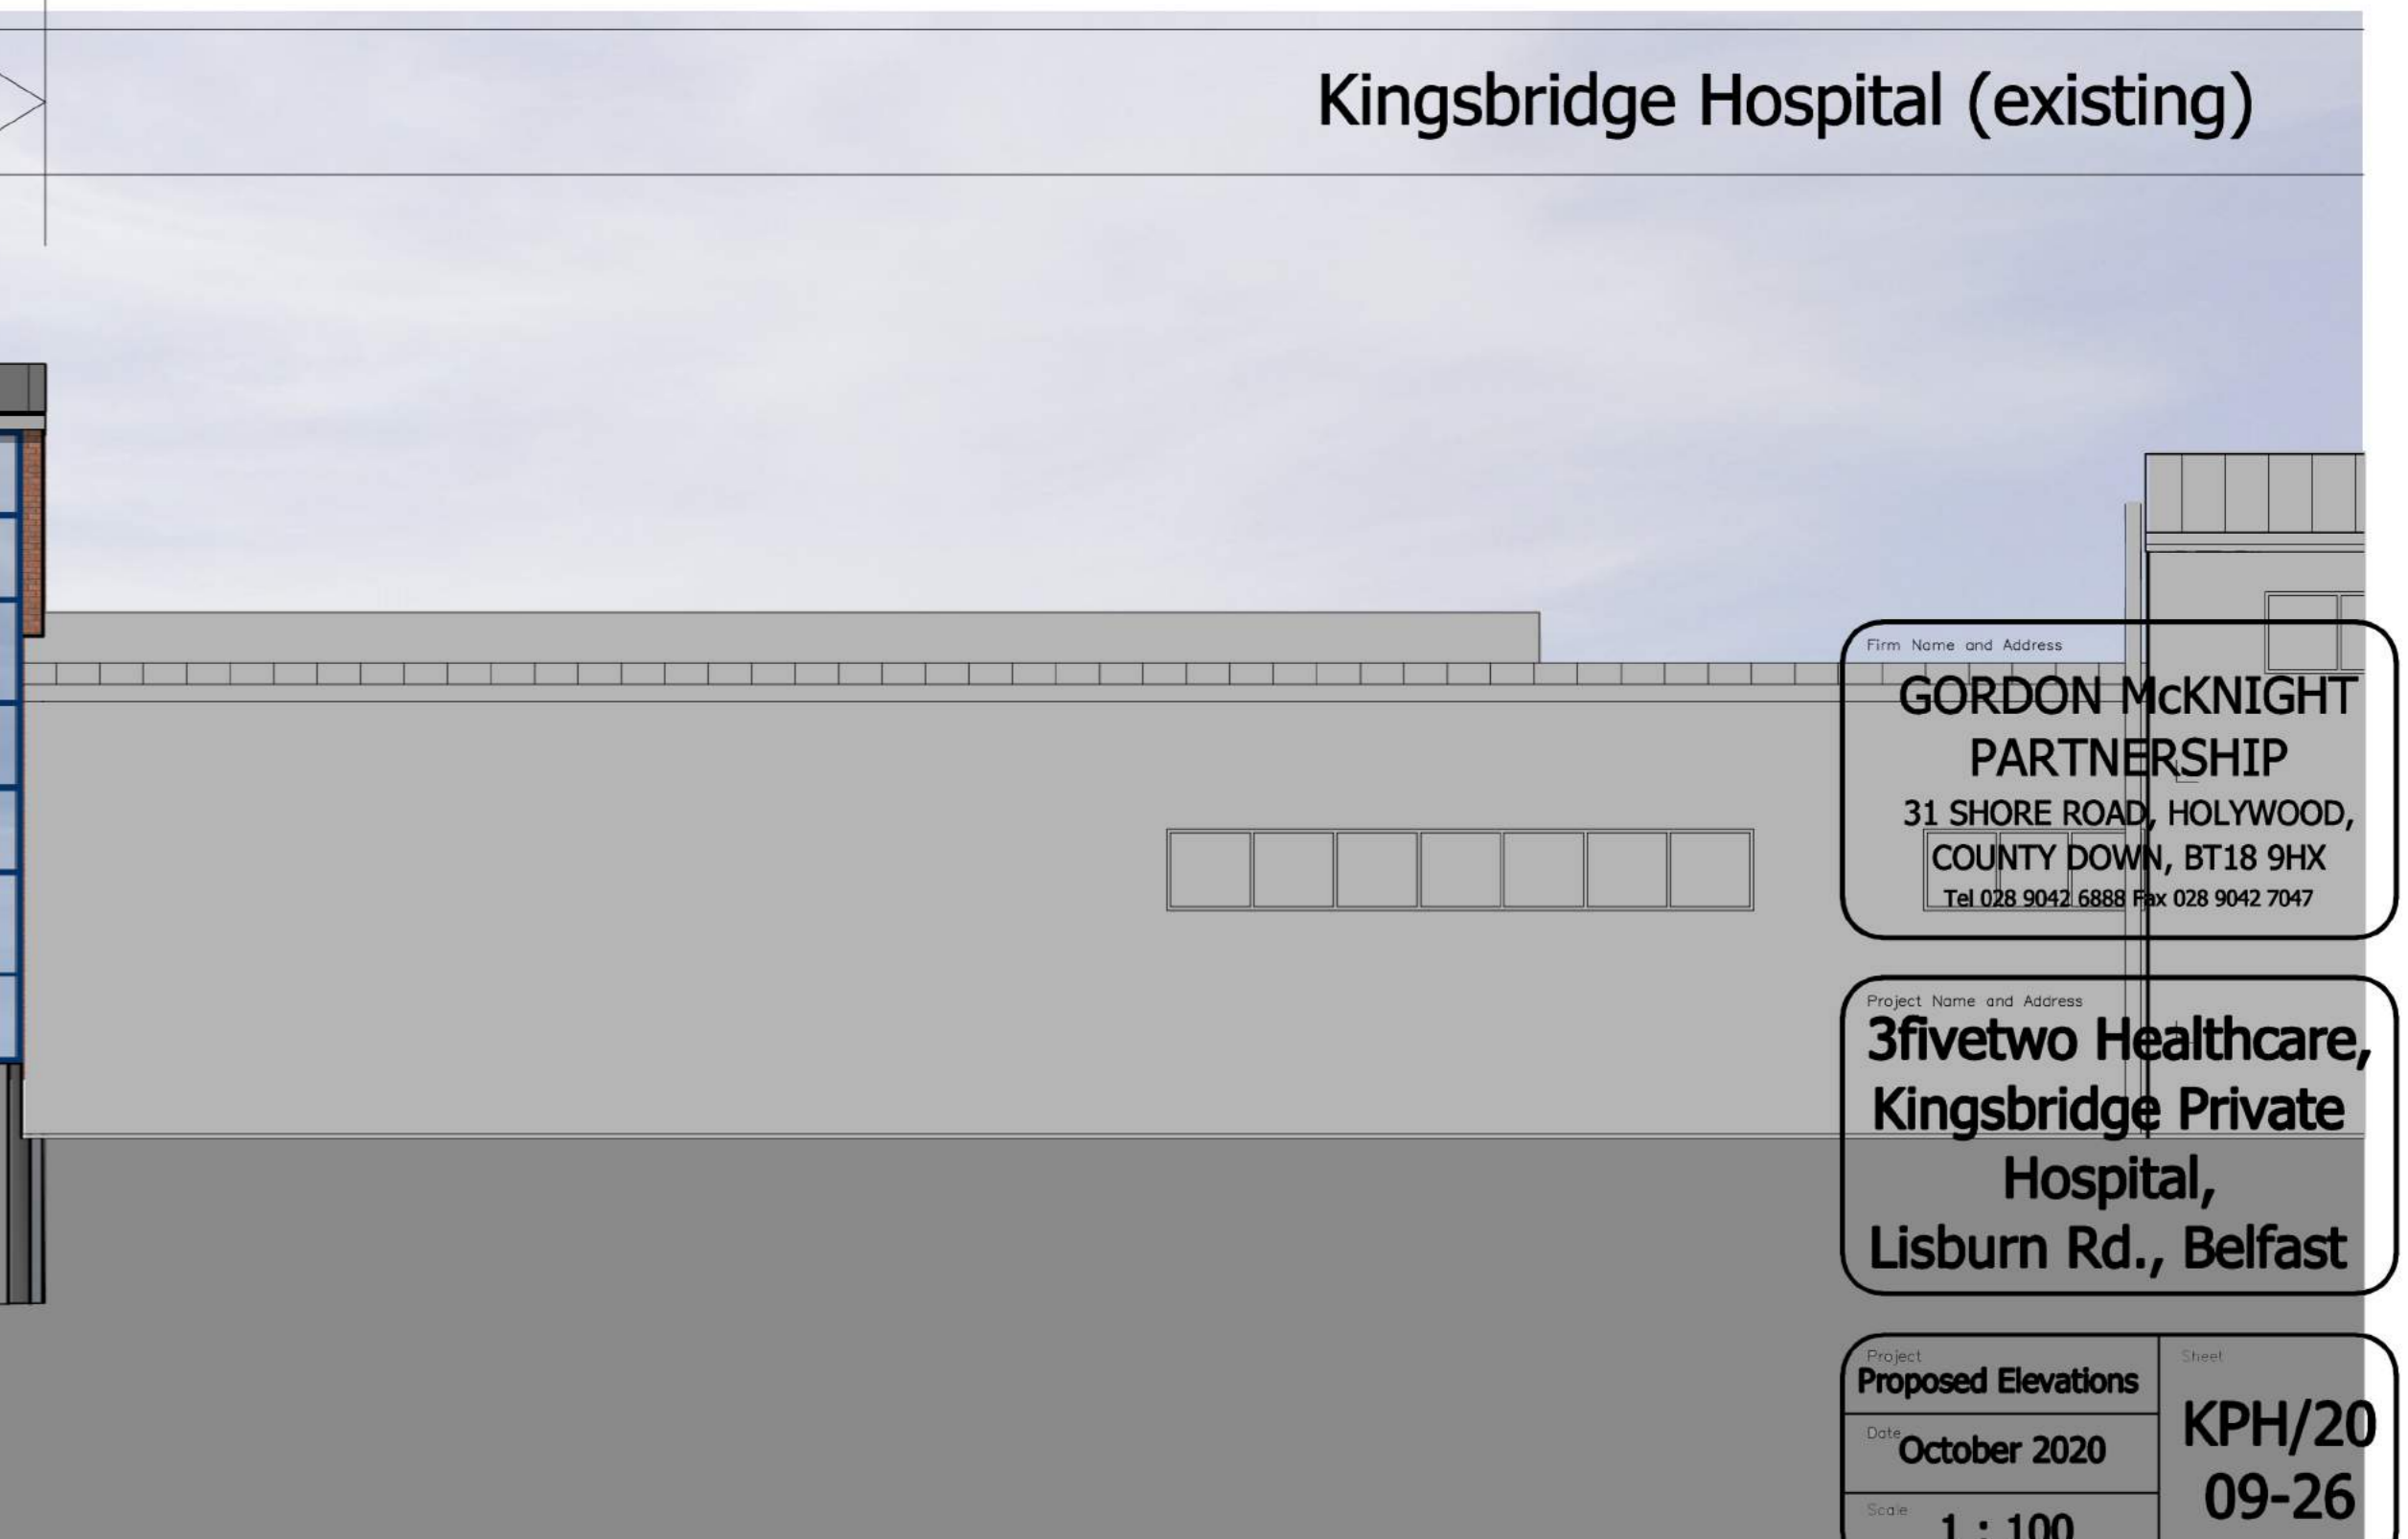 Kingsbridge Hospital (existing)
Firm Name and Address
GORDON McKNIGHT
PARTNERSHIP
31 SHORE ROAD, HOLYWOOD,
COUNTY DOWN, BT18 9HX
Tel 028 9042 6888 Fax 028 9042 7047
Project Name and Address
3fivetwo Healthcare,
Kingsbridge Private
Hospital,
Lisburn Rd., Belfast
Project
Proposed Elevations
Date
October 2020
Scale
1 : 100
Sheet
KPH/20
09-26